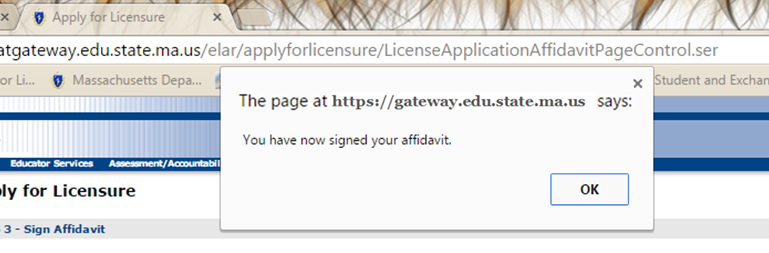 Apply for Licensure
atgateway.edu.state.ma.us/elar/applyforlicensure/LicenseApplicationAffidavitPageControl.ser
or Li... Massachusetts Depa... Student and Exchan
The page at https://gateway.edu.state.ma.us says:
You have now signed your affidavit.
OK
Educator Services Assessment/Accountabil
ly for Licensure
3 - Sign Affidavit